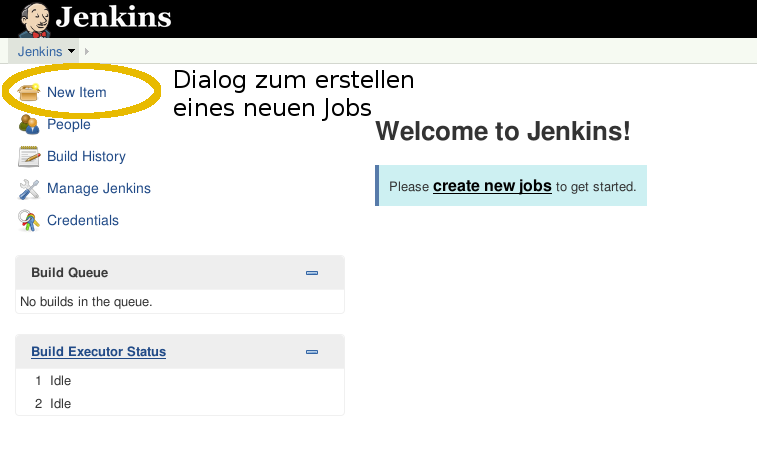 Jenkins
Jenkins
New Item
Dialog zum erstellen
eines neuen Jobs
People
Build History
Manage Jenkins
Credentials
Welcome to Jenkins!
Please create new jobs to get started.
Build Queue
No builds in the queue.
Build Executor Status
1 Idle
2 Idle